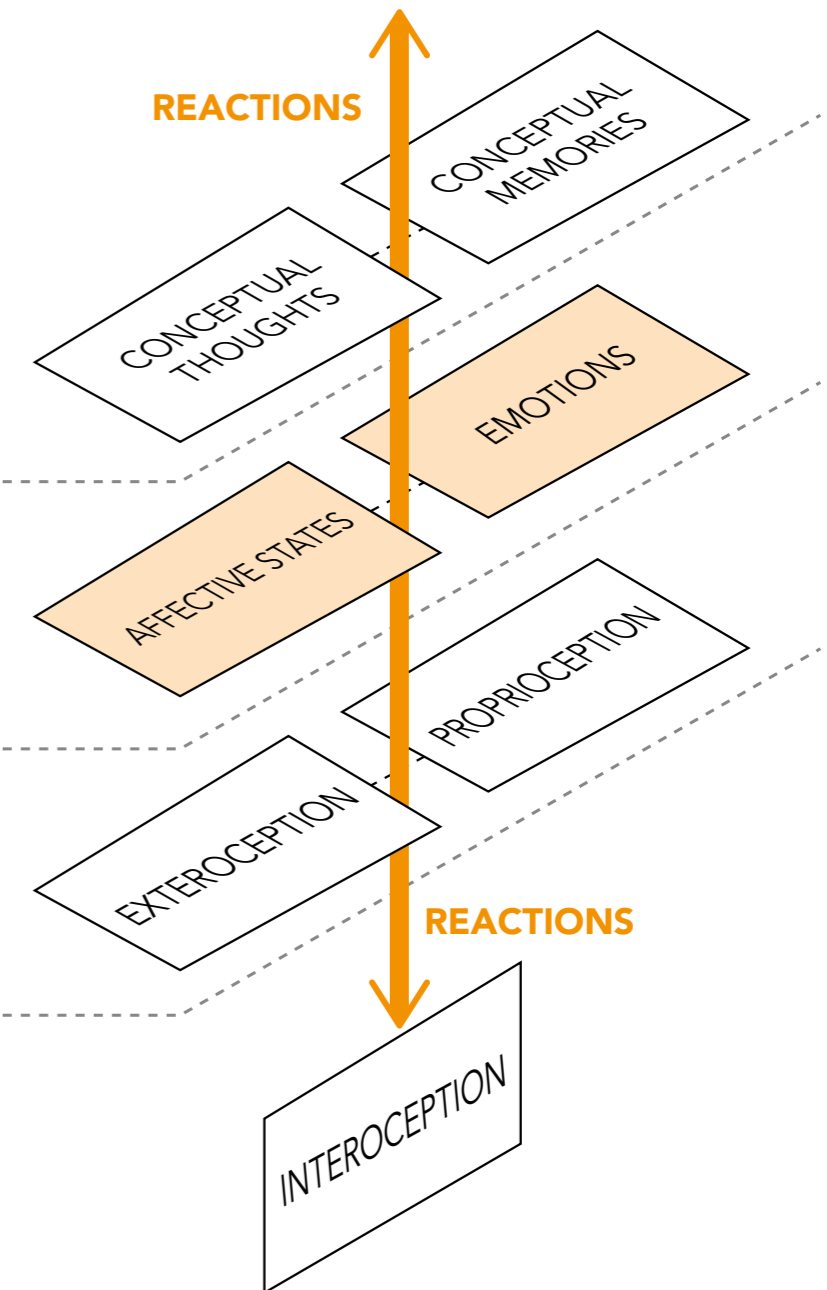 REACTIONS
CONCEPTUAL
MEMORIES
CONCEPTUAL
THOUGHTS
EMOTIONS
AFFECTIVE STATES
PROPRIOCEPTION
EXTEROCEPTION
REACTIONS
INTEROCEPTION